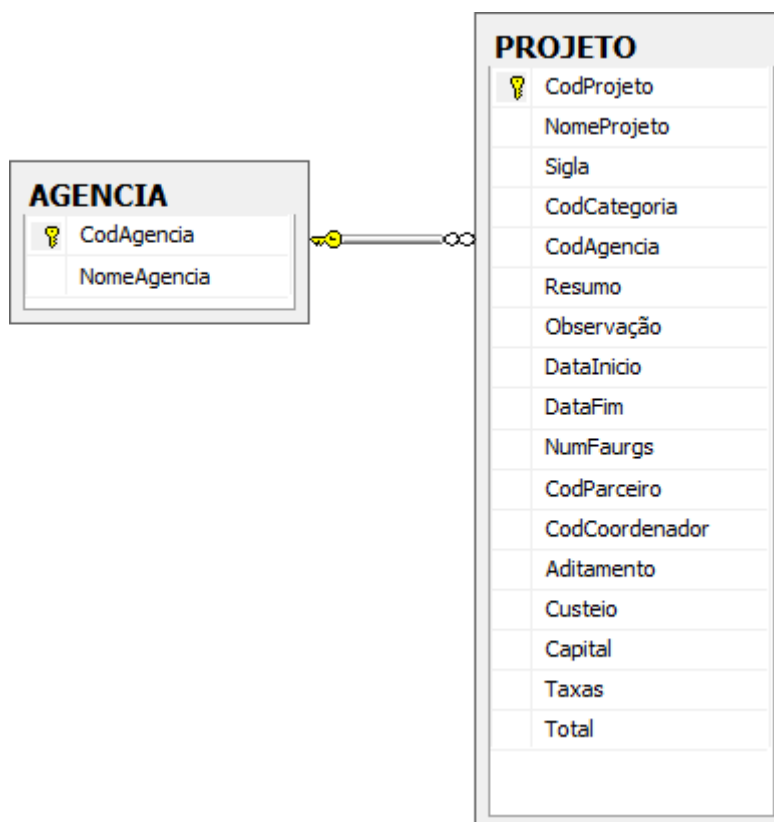 AGENCIA
CodAgencia
NomeAgencia
PROJETO
CodProjeto
NomeProjeto
Sigla
CodCategoria
CodAgencia
Resumo
Observação
DataInicio
DataFim
NumFaurgs
CodParceiro
CodCoordenador
Aditamento
Custeio
Capital
Taxas
Total